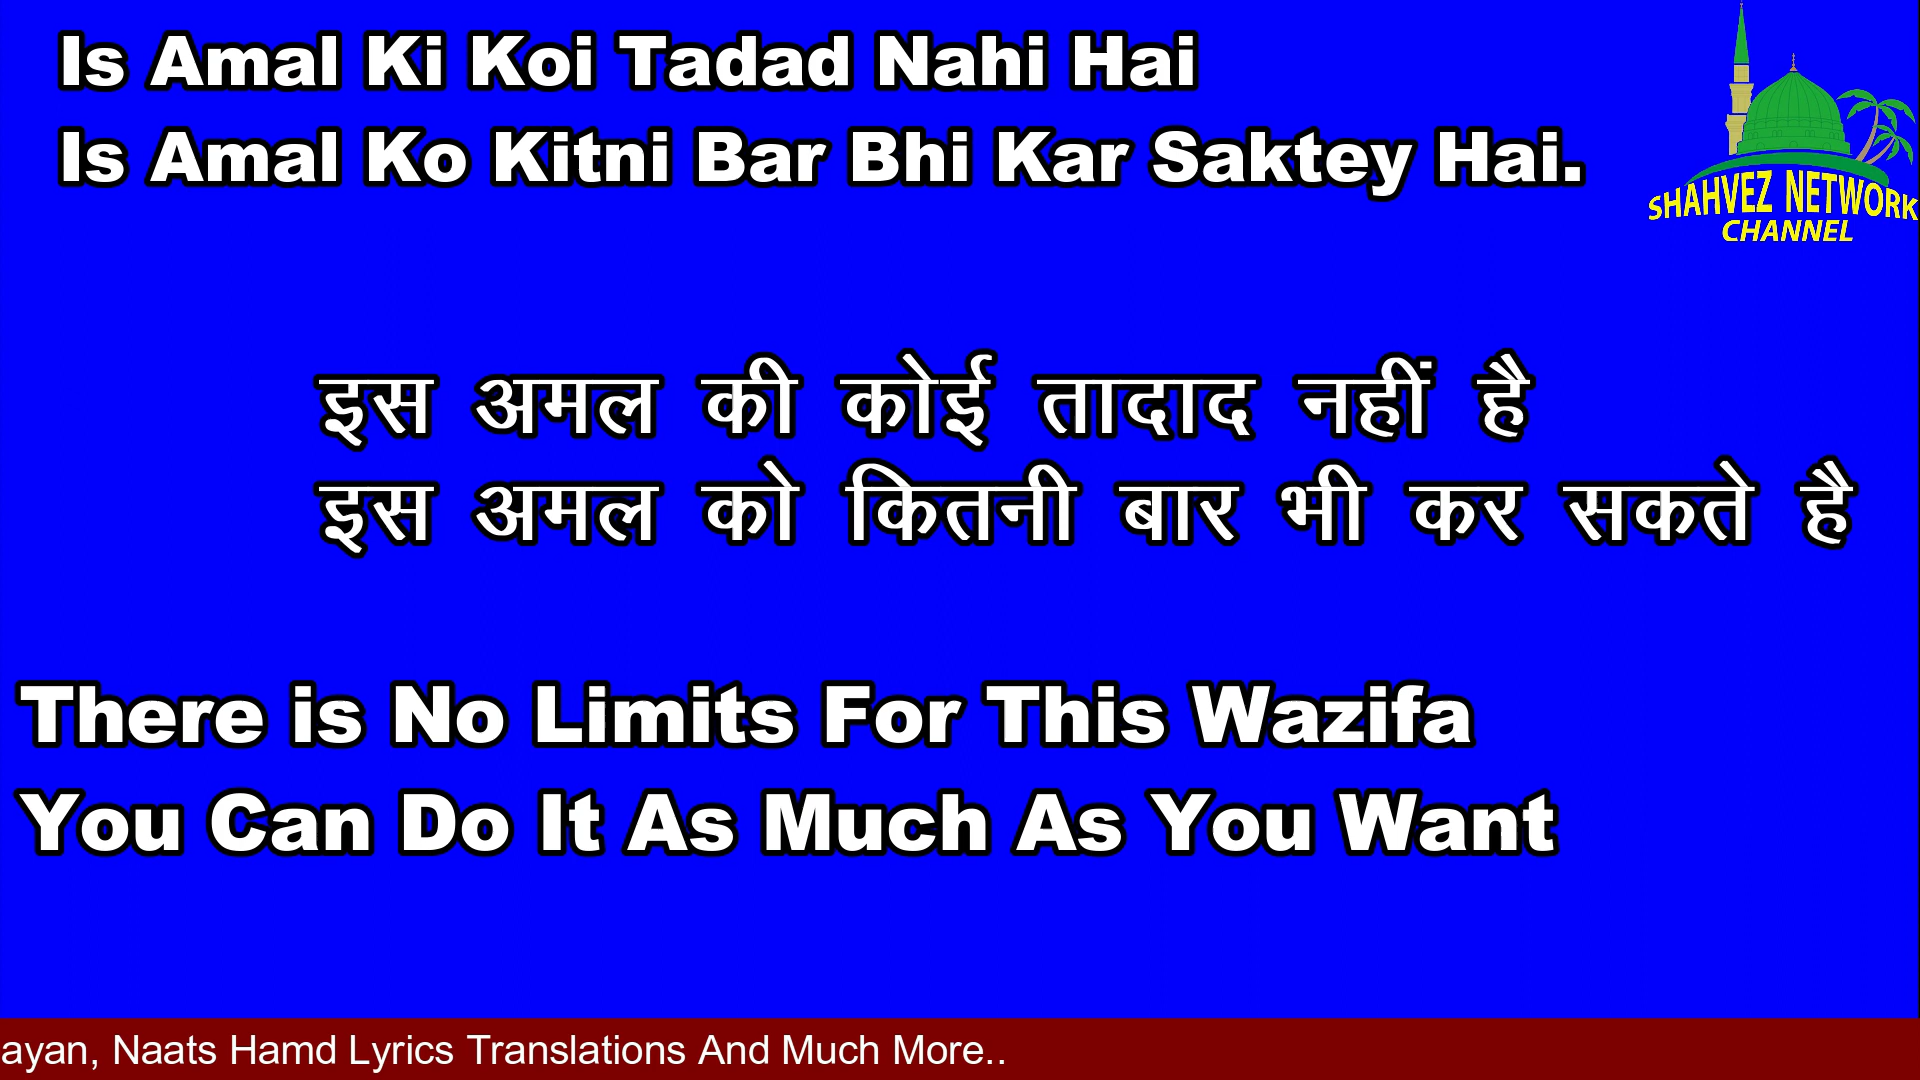 Is Amal Ki Koi Tadad Nahi Hai
Is Amal Ko Kitni Bar Bhi Kar Saktey Hai.
SHAHVEZ NETWORK
CHANNEL
इस अमल की कोई तादाद नहीं है
इस अमल को कितनी बार भी कर सकते है
There is No Limits For This Wazifa
You Can Do It As Much As You Want
ayan, Naats Hamd Lyrics Translations And Much More..